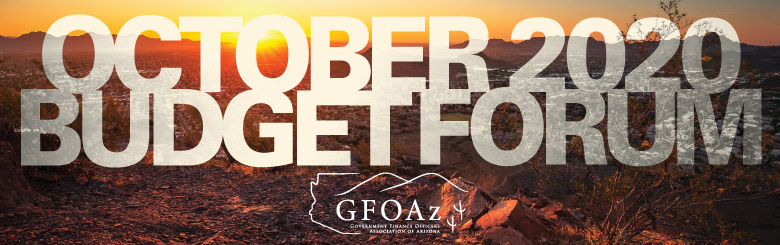 OCTOBER 2020
BUDGET FORUM
GFOAz
Government Finance Officers
Association of Arizona